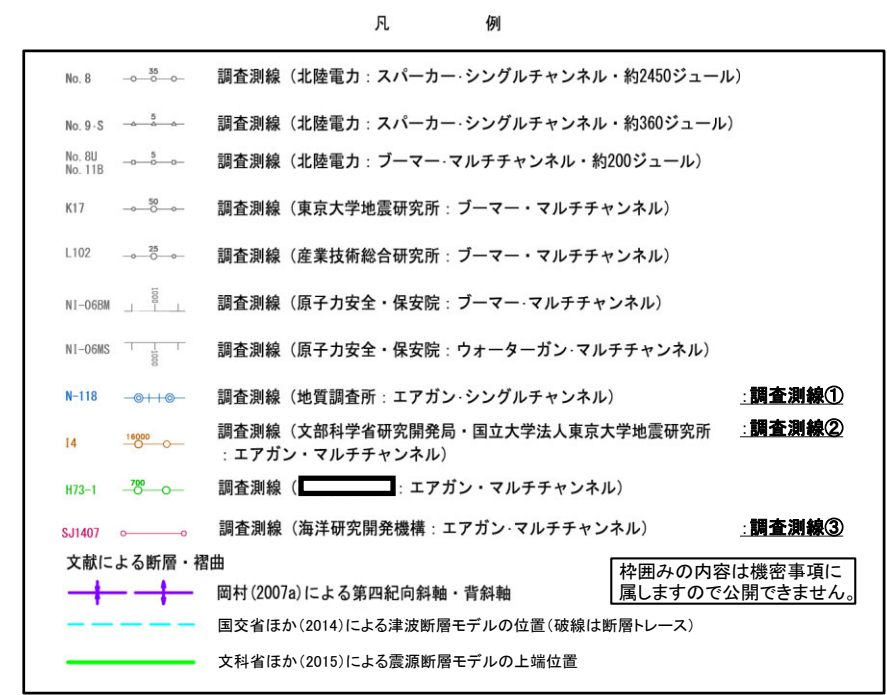 凡 例
No. 8 35 調査測線（北陸電力：スパーカー・シングルチャンネル・約2450ジュール）
No. 9-S 5 調査測線（北陸電力：スパーカー・シングルチャンネル・約360ジュール）
No. 8U
No. 11B 5 調査測線（北陸電力：ブーマー・マルチチャンネル・約200ジュール）
K17 50 調査測線（東京大学地震研究所：ブーマー・マルチチャンネル）
L102 25 調査測線（産業技術総合研究所：ブーマー・マルチチャンネル）
NI-06BM 1000 調査測線（原子力安全・保安院：ブーマー・マルチチャンネル）
NI-06MS 1000 調査測線（原子力安全・保安院：ウォーターガン・マルチチャンネル）
N-118 調査測線（地質調査所：エアガン・シングルチャンネル） :調査測線①
I4 16000 調査測線（文部科学省研究開発局・国立大学法人東京大学地震研究所 :調査測線②
：エアガン・マルチチャンネル）
H73-1 700 調査測線（ ：エアガン・マルチチャンネル）
SJ1407 調査測線（海洋研究開発機構：エアガン・マルチチャンネル） :調査測線③
文献による断層・褶曲
岡村(2007a)による第四紀向斜軸・背斜軸
国交省ほか(2014)による津波断層モデルの位置(破線は断層トレース)
文科省ほか(2015)による震源断層モデルの上端位置
枠囲みの内容は機密事項に
属しますので公開できません。